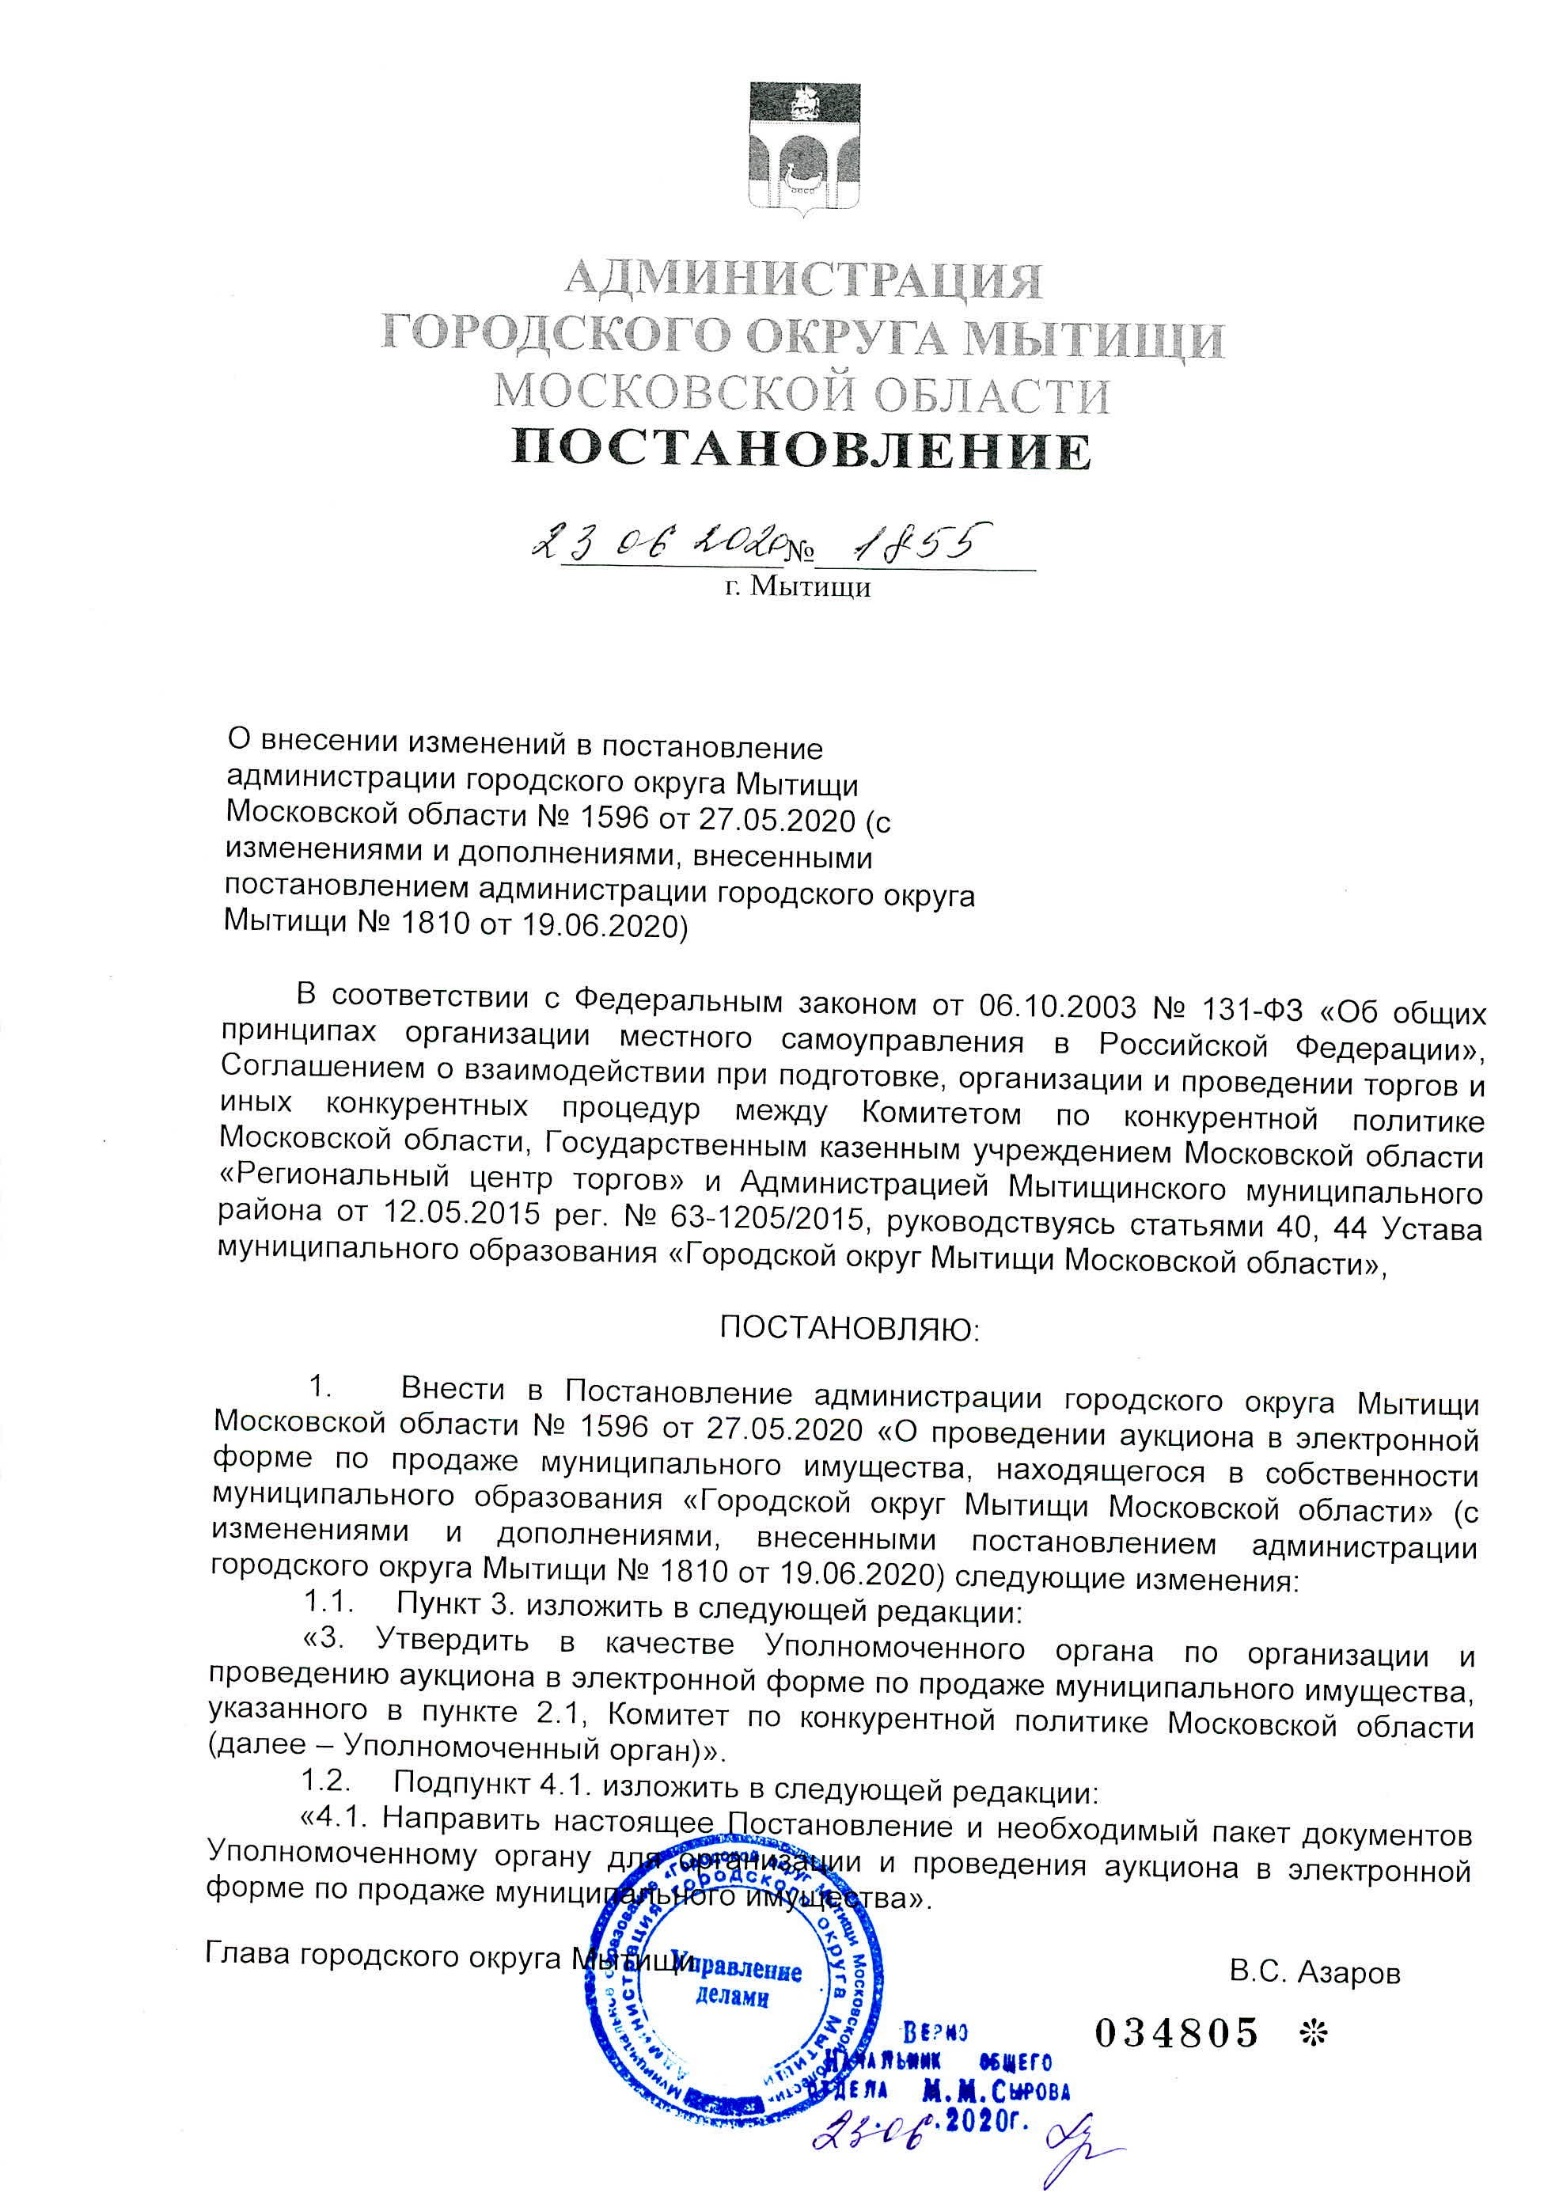 АДМИНИСТРАЦИЯ
ГОРОДСКОГО ОКРУГА МЫТИЩИ
МОСКОВСКОЙ ОБЛАСТИ
ПОСТАНОВЛЕНИЕ
23 06 2020 № 1855
г. Мытищи
О внесении изменений в постановление
администрации городского округа Мытищи
Московской области № 1596 от 27.05.2020 (с
изменениями и дополнениями, внесенными
постановлением администрации городского округа
Мытищи № 1810 от 19.06.2020)
В соответствии с Федеральным законом от 06.10.2003 № 131-ФЗ «Об общих
принципах организации местного самоуправления в Российской Федерации»,
Соглашением о взаимодействии при подготовке, организации и проведении торгов и
иных конкурентных процедур между Комитетом по конкурентной политике
Московской области, Государственным казенным учреждением Московской области
«Региональный центр торгов» и Администрацией Мытищинского муниципального
района от 12.05.2015 рег. № 63-1205/2015, руководствуясь статьями 40, 44 Устава
муниципального образования «Городской округ Мытищи Московской области»,
ПОСТАНОВЛЯЮ:
1. Внести в Постановление администрации городского округа Мытищи
Московской области № 1596 от 27.05.2020 «О проведении аукциона в электронной
форме по продаже муниципального имущества, находящегося в собственности
муниципального образования «Городской округ Мытищи Московской области» (с
изменениями и дополнениями, внесенными постановлением администрации
городского округа Мытищи № 1810 от 19.06.2020) следующие изменения:
1.1. Пункт 3. изложить в следующей редакции:
«3. Утвердить в качестве Уполномоченного органа по организации и
проведению аукциона в электронной форме по продаже муниципального имущества,
указанного в пункте 2.1, Комитет по конкурентной политике Московской области
(далее – Уполномоченный орган)».
1.2. Подпункт 4.1. изложить в следующей редакции:
«4.1. Направить настоящее Постановление и необходимый пакет документов
Уполномоченному органу для организации и проведения аукциона в электронной
форме по продаже муниципального имущества».
Глава городского округа Мытищи В.С. Азаров
Муниципальное образование «Городской округ Мытищи Московской области»
Администрация городского округа Мытищи
Управление
делами
034805 ❊
ВЕРНО
НАЧАЛЬНИК ОБЩЕГО
ОТДЕЛА М.М.СЫРОВА
23.06.2020г.